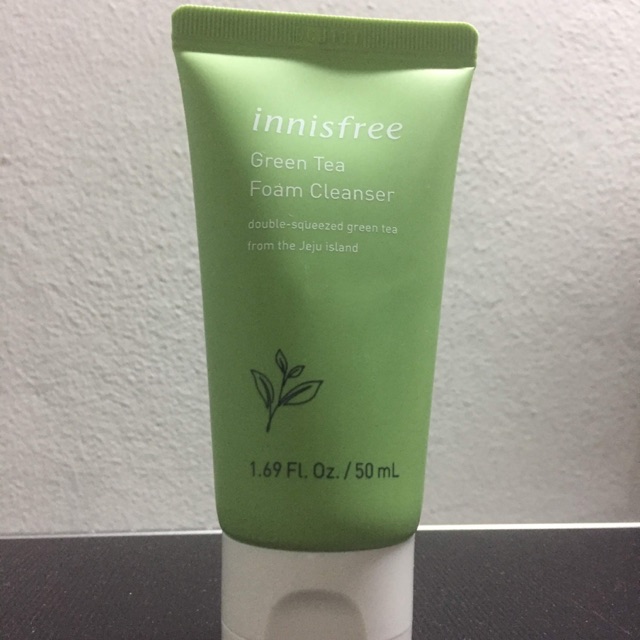 innisfree
Green Tea
Foam Cleanser
double-squeezed green tea
from the Jeju island
1.69 Fl. Oz. / 50 mL